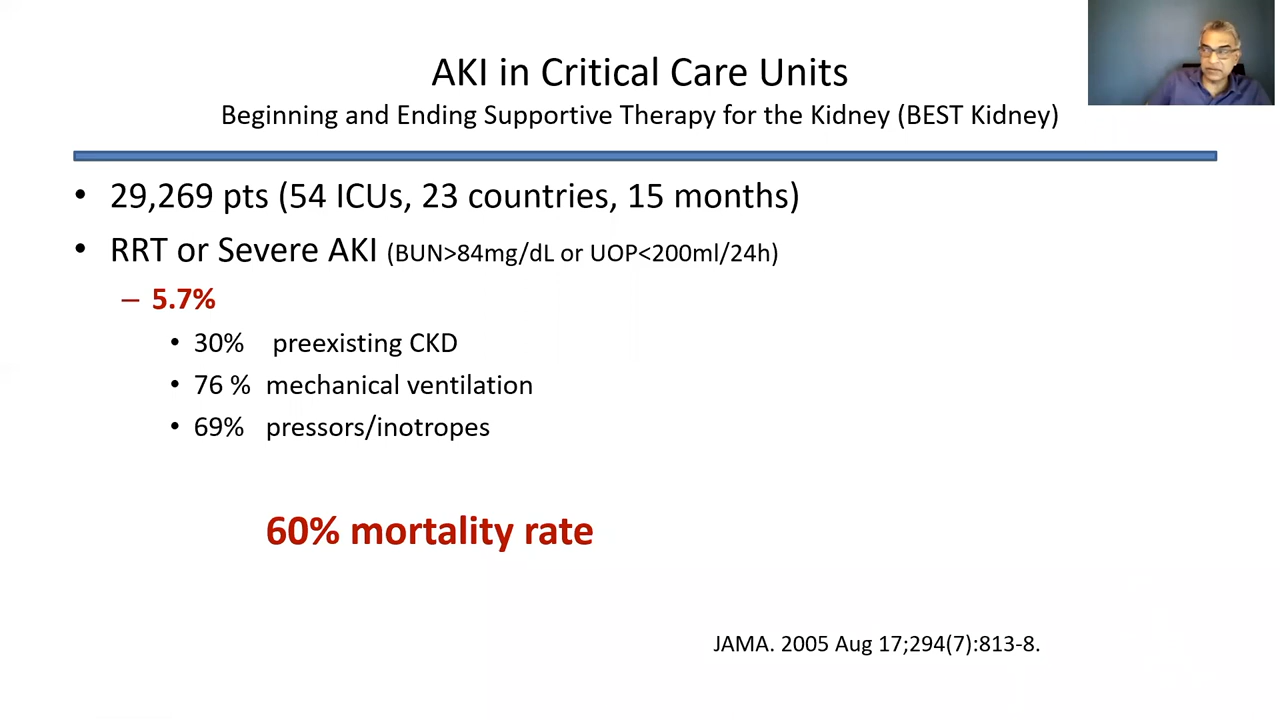 AKI in Critical Care Units
Beginning and Ending Supportive Therapy for the Kidney (BEST Kidney)
• 29,269 pts (54 ICUs, 23 countries, 15 months)
• RRT or Severe AKI (BUN>84mg/dL or UOP<200ml/24h)
– 5.7%
• 30% preexisting CKD
• 76 % mechanical ventilation
• 69% pressors/inotropes
60% mortality rate
JAMA. 2005 Aug 17;294(7):813-8.